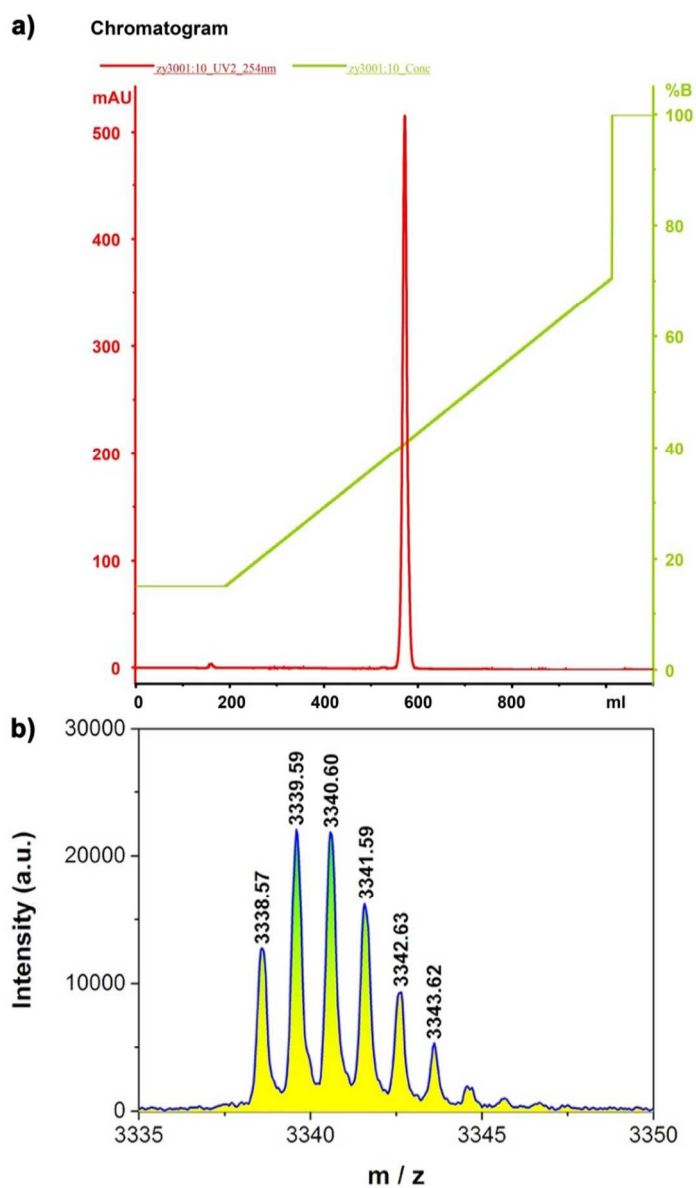 a)
Chromatogram
zy3001:10_UV2_254nm zy3001:10_Conc
mAU
%B
500
400
300
200
100
0
100
80
60
40
20
0
0 200 400 600 800 ml
b)
30000
20000
10000
0
Intensity (a.u.)
3338.57
3339.59
3340.60
3341.59
3342.63
3343.62
3335 3340 3345 3350
m / z